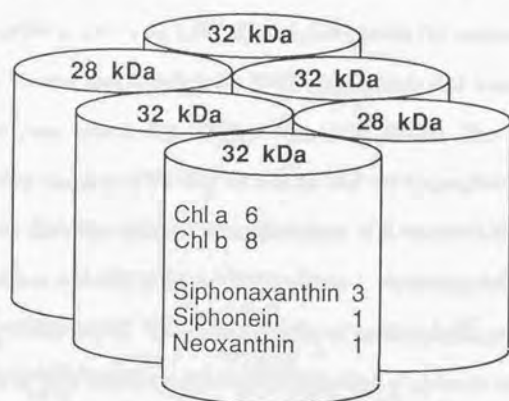 32 kDa
28 kDa
32 kDa
32 kDa
28 kDa
32 kDa
Chl a 6
Chl b 8
Siphonaxanthin 3
Siphonein 1
Neoxanthin 1